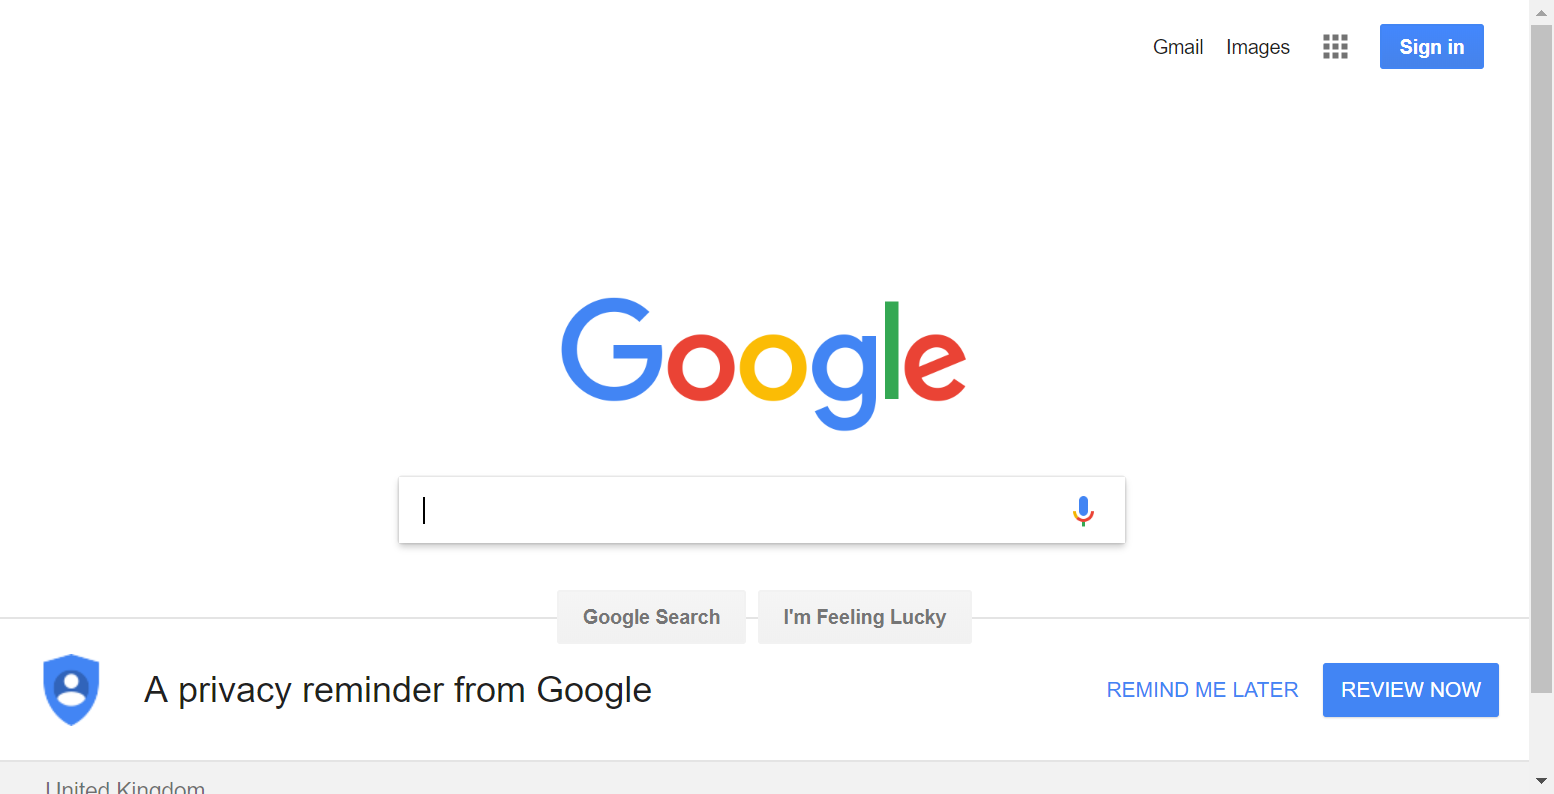 Gmail Images Sign in
Google
Google Search I'm Feeling Lucky
A privacy reminder from Google REMIND ME LATER REVIEW NOW
United Kingdom